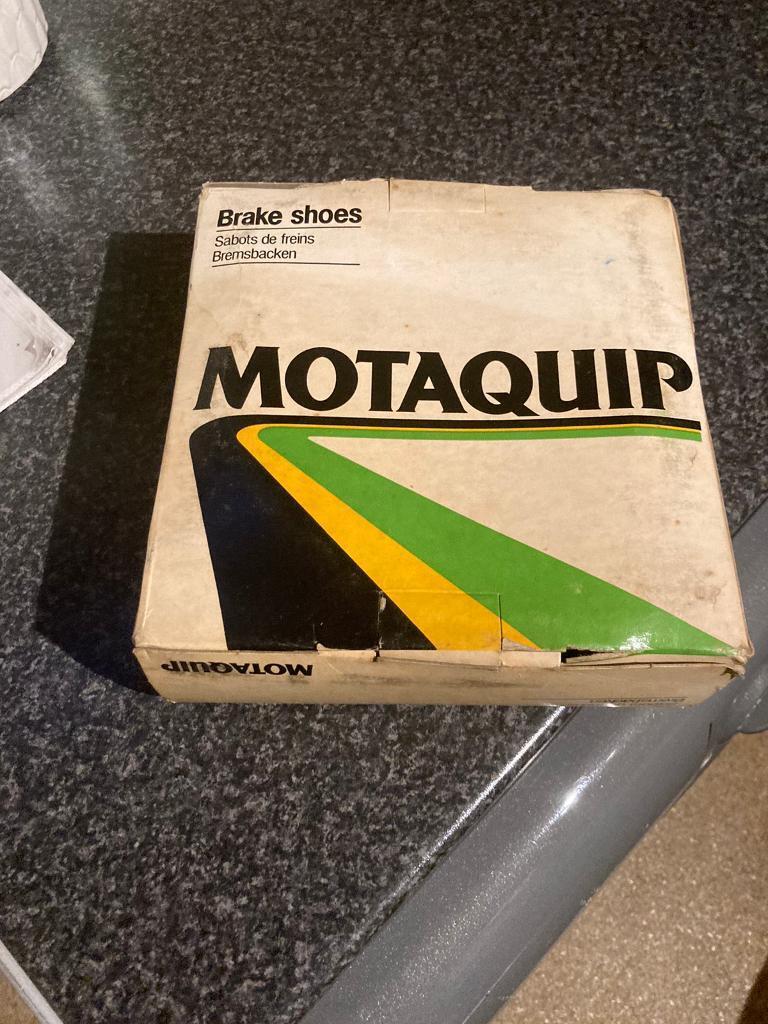 Brake shoes
Sabots de freins
Bremsbacken
MOTAQUIP
MOTAQUIP